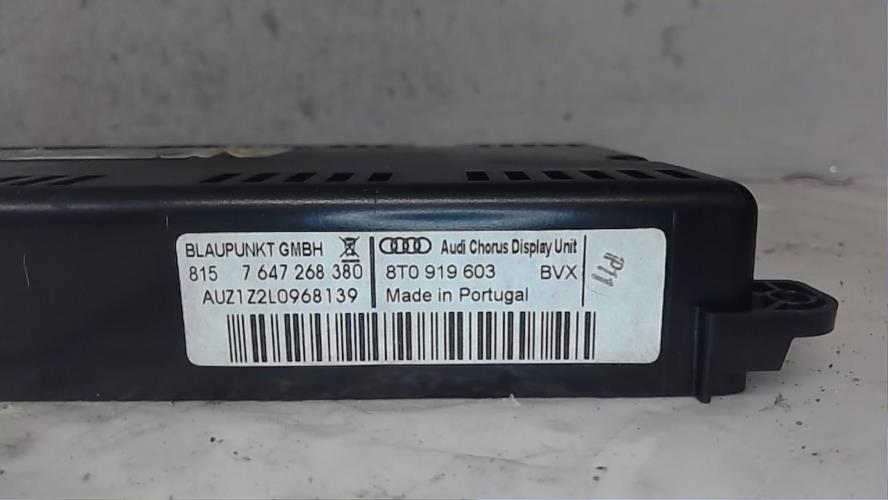 BLAUPUNKT GMBH
815 7 647 268 380
AUZ1Z2L0968139
Audi Chorus Display Unit
8T0 919 603 BVX
Made in Portugal
P11